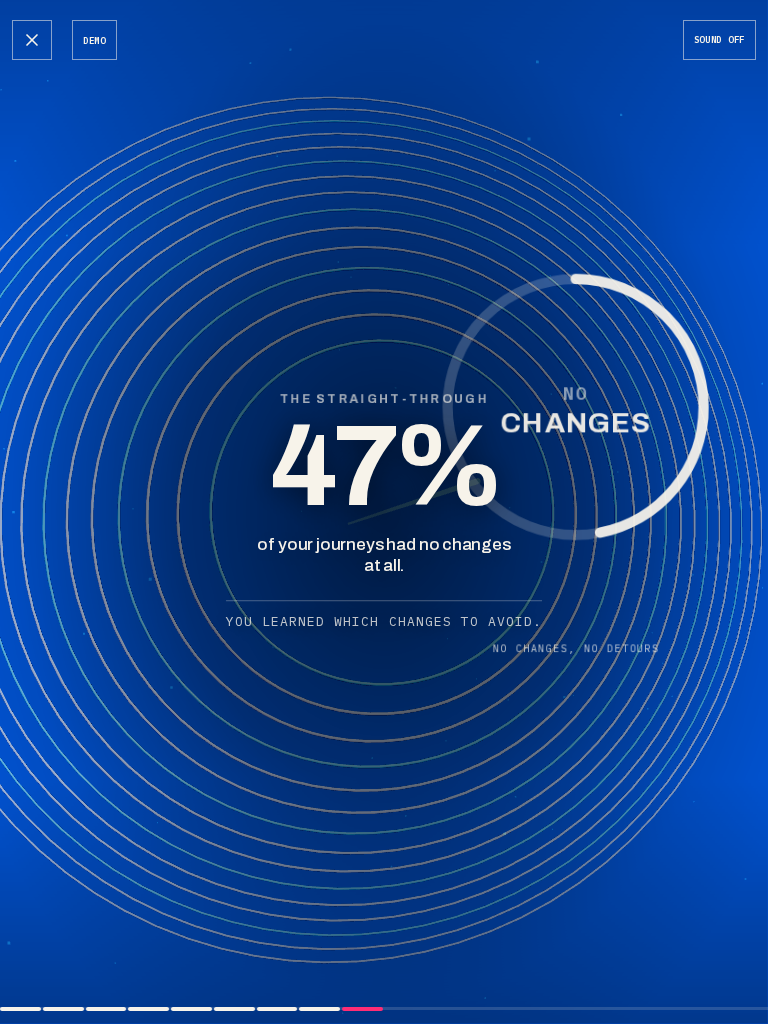 DEMO
SOUND OFF
NO
CHANGES
THE STRAIGHT-THROUGH
47%
of your journeys had no changes
at all.
YOU LEARNED WHICH CHANGES TO AVOID.
NO CHANGES, NO DETOURS